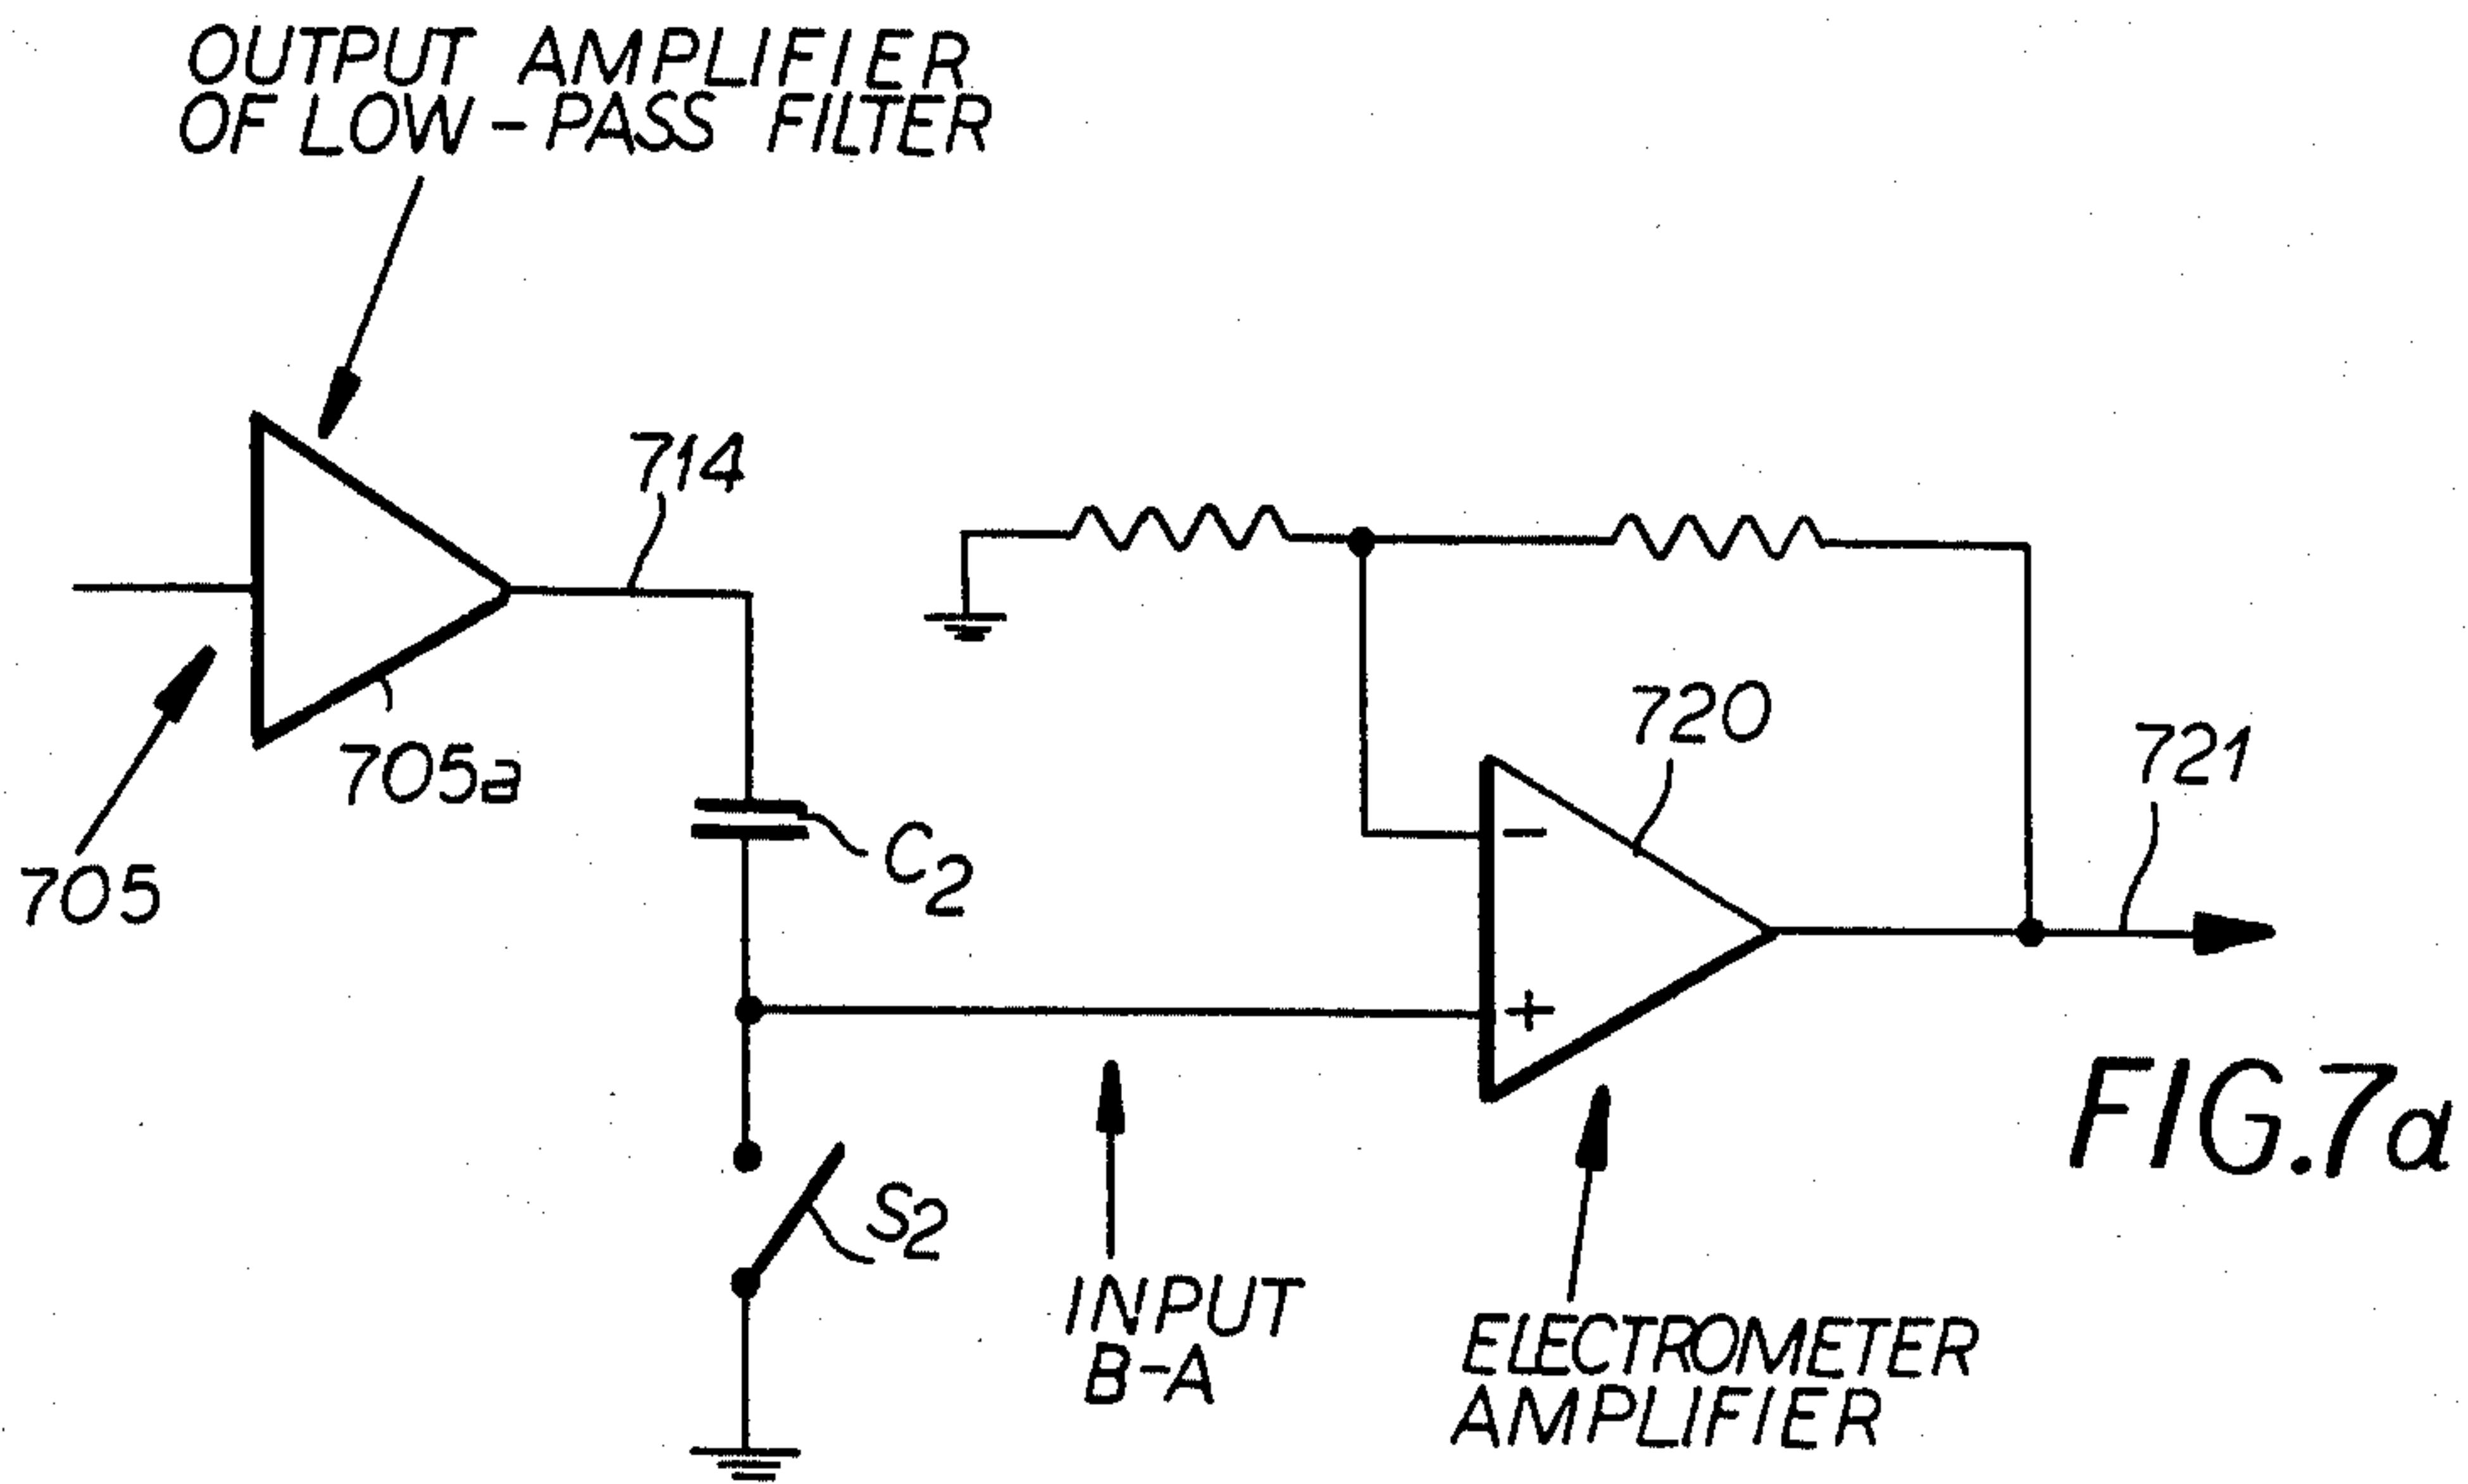 OUTPUT AMPLIFIER
OF LOW-PASS FILTER
714
705a
705
C2
720
721
-
+
S2
INPUT
B-A
ELECTROMETER
AMPLIFIER
FIG.7a